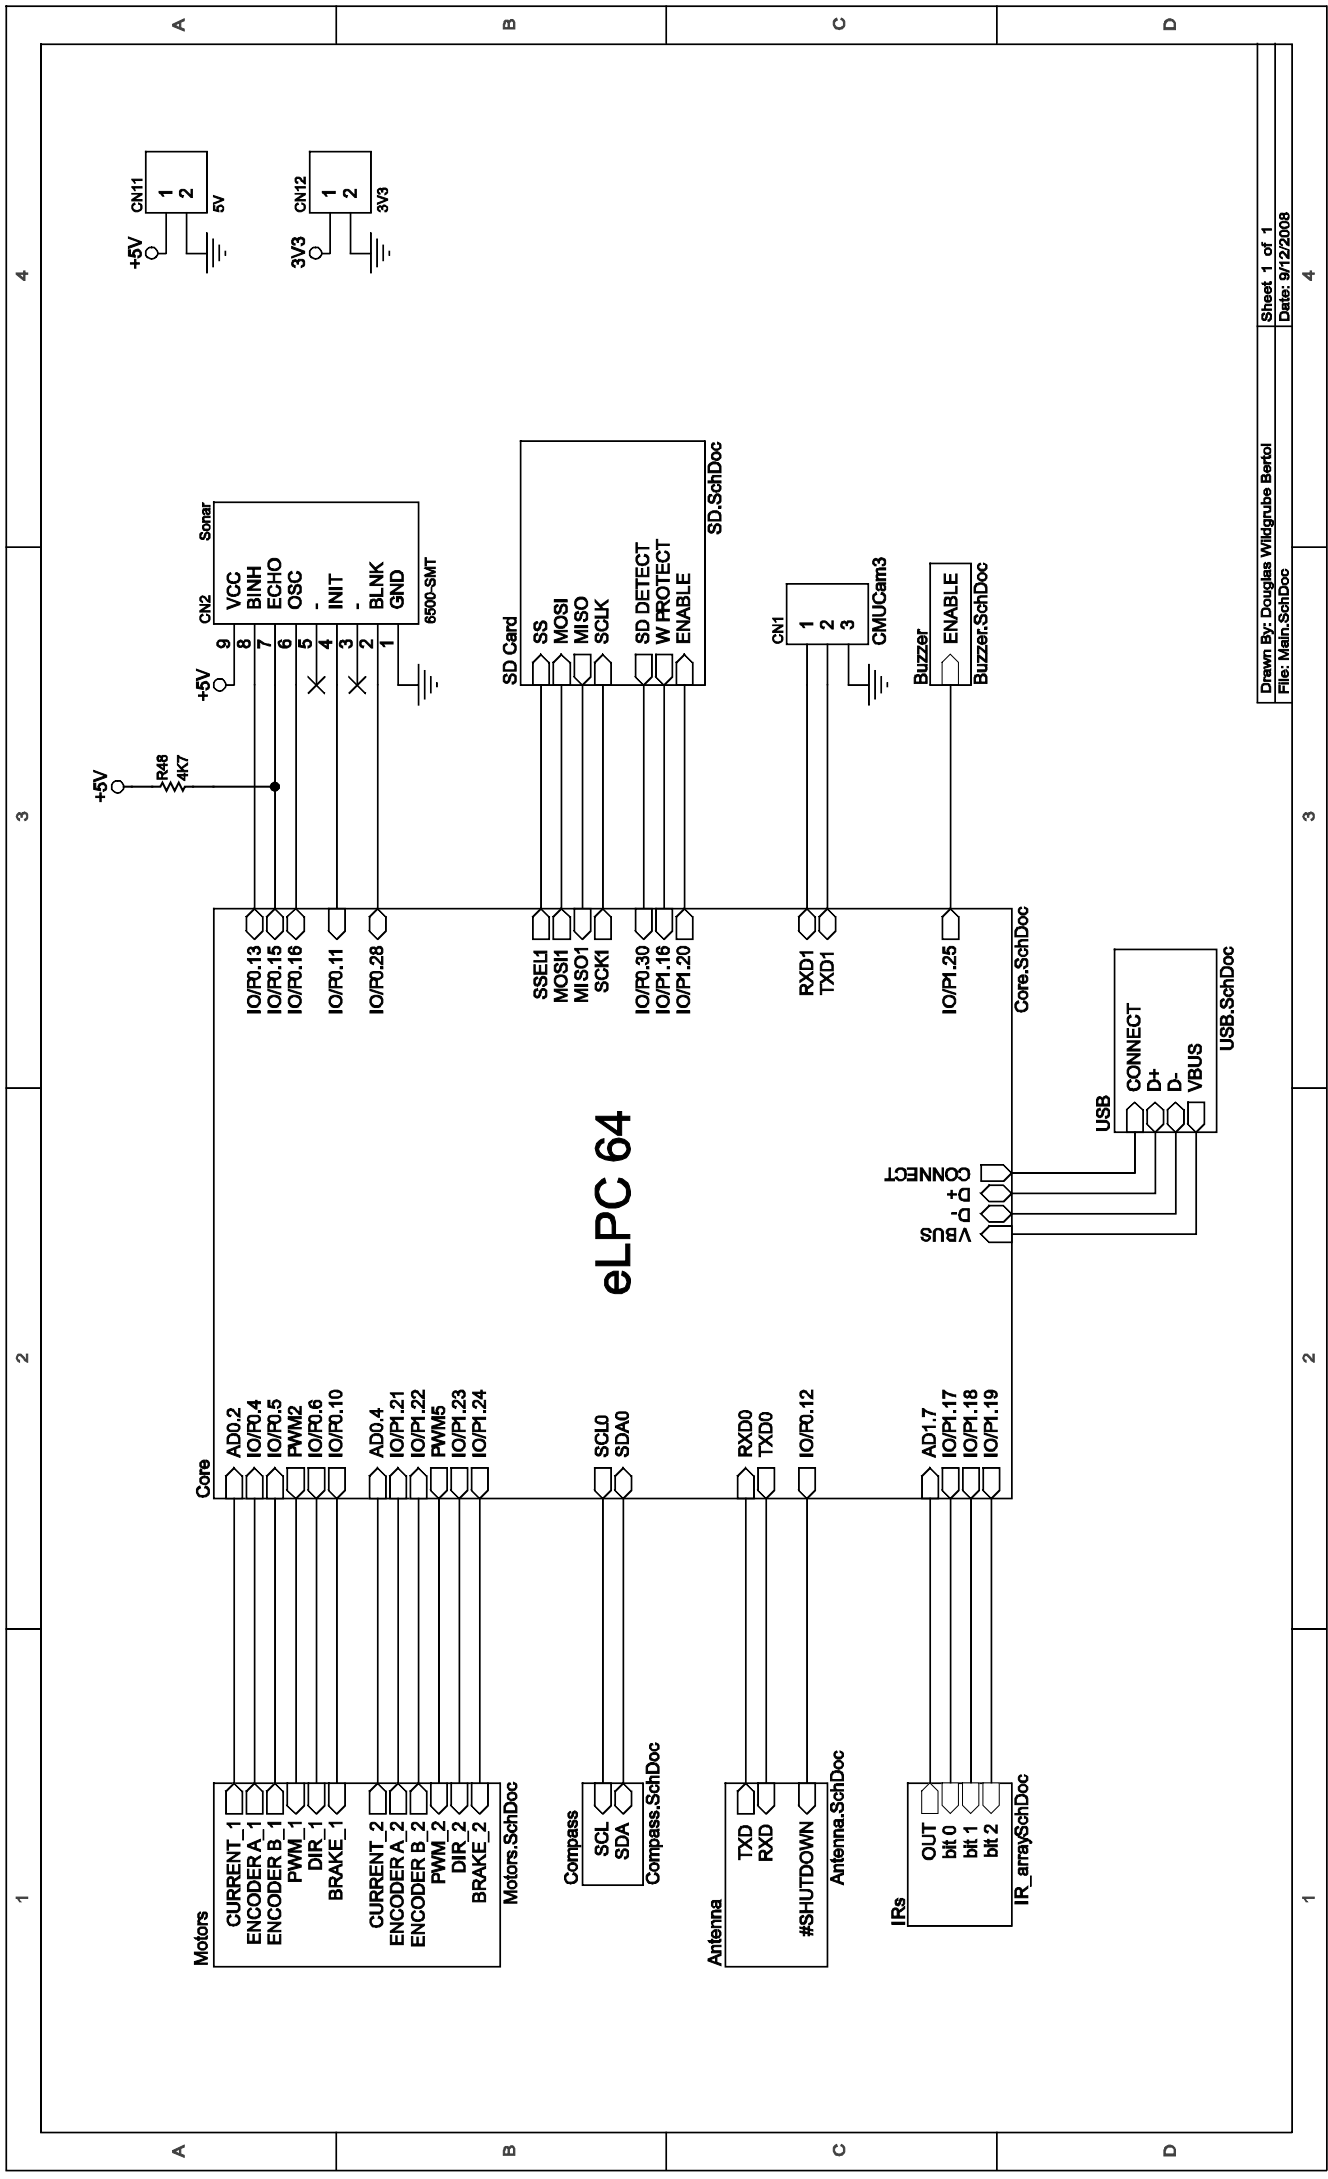 1
2
3
4
A
B
C
D
Motors
CURRENT_1
ENCODER A_1
ENCODER B_1
PWM_1
DIR_1
BRAKE_1
CURRENT_2
ENCODER A_2
ENCODER B_2
PWM_2
DIR_2
BRAKE_2
Motors.SchDoc
Compass
SCL
SDA
Compass.SchDoc
Antenna
TXD
RXD
#SHUTDOWN
Antenna.SchDoc
IRs
OUT
bit 0
bit 1
bit 2
IR_array.SchDoc
Core
AD0.2
IO/P0.4
IO/P0.5
PWM2
IO/P0.6
IO/P0.10
AD0.4
IO/P1.21
IO/P1.22
PWM5
IO/P1.23
IO/P1.24
SCL0
SDA0
RXD0
TXD0
IO/P0.12
AD1.7
IO/P1.17
IO/P1.18
IO/P1.19
eLPC 64
VBUS
D-
D+
CONNECT
IO/P0.13
IO/P0.15
IO/P0.16
IO/P0.11
IO/P0.28
SSEL1
MOSI1
MISO1
SCK1
IO/P0.30
IO/P1.16
IO/P1.20
RXD1
TXD1
IO/P1.25
Core.SchDoc
USB
CONNECT
D+
D-
VBUS
USB.SchDoc
+5V
R48
4K7
+5V
CN2
Sonar
9 VCC
8 BINH
7 ECHO
6 OSC
5 -
4 INIT
3 -
2 BLNK
1 GND
6500-SMT
SD Card
SS
MOSI
MISO
SCLK
SD DETECT
W PROTECT
ENABLE
SD.SchDoc
CN1
1
2
3
CMUCam3
Buzzer
ENABLE
Buzzer.SchDoc
+5V
CN11
1
2
5V
3V3
CN12
1
2
3V3
Drawn By: Douglas Wildgrube Bertol
Sheet 1 of 1
File: Main.SchDoc
Date: 9/12/2008
1
2
3
4
A
B
C
D